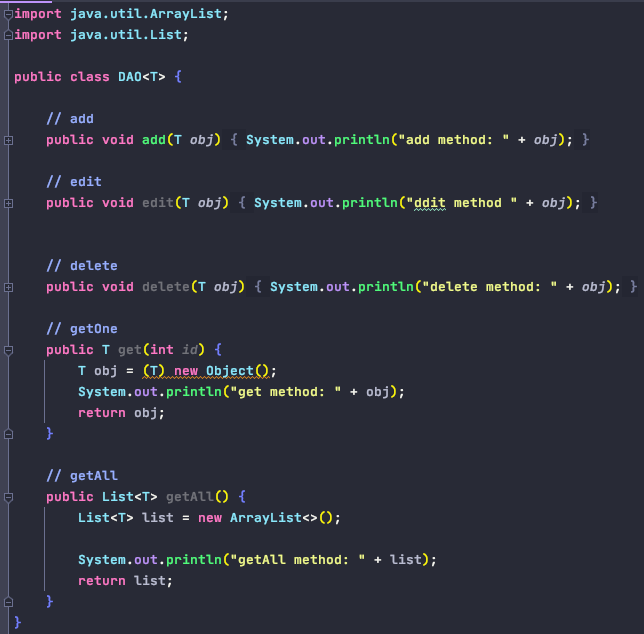 import java.util.ArrayList;
import java.util.List;
public class DAO<T> {
// add
public void add(T obj) { System.out.println("add method: " + obj); }
// edit
public void edit(T obj) { System.out.println("ddit method " + obj); }
// delete
public void delete(T obj) { System.out.println("delete method: " + obj); }
// getOne
public T get(int id) {
T obj = (T) new Object();
System.out.println("get method: " + obj);
return obj;
}
// getAll
public List<T> getAll() {
List<T> list = new ArrayList<>();
System.out.println("getAll method: " + list);
return list;
}
}